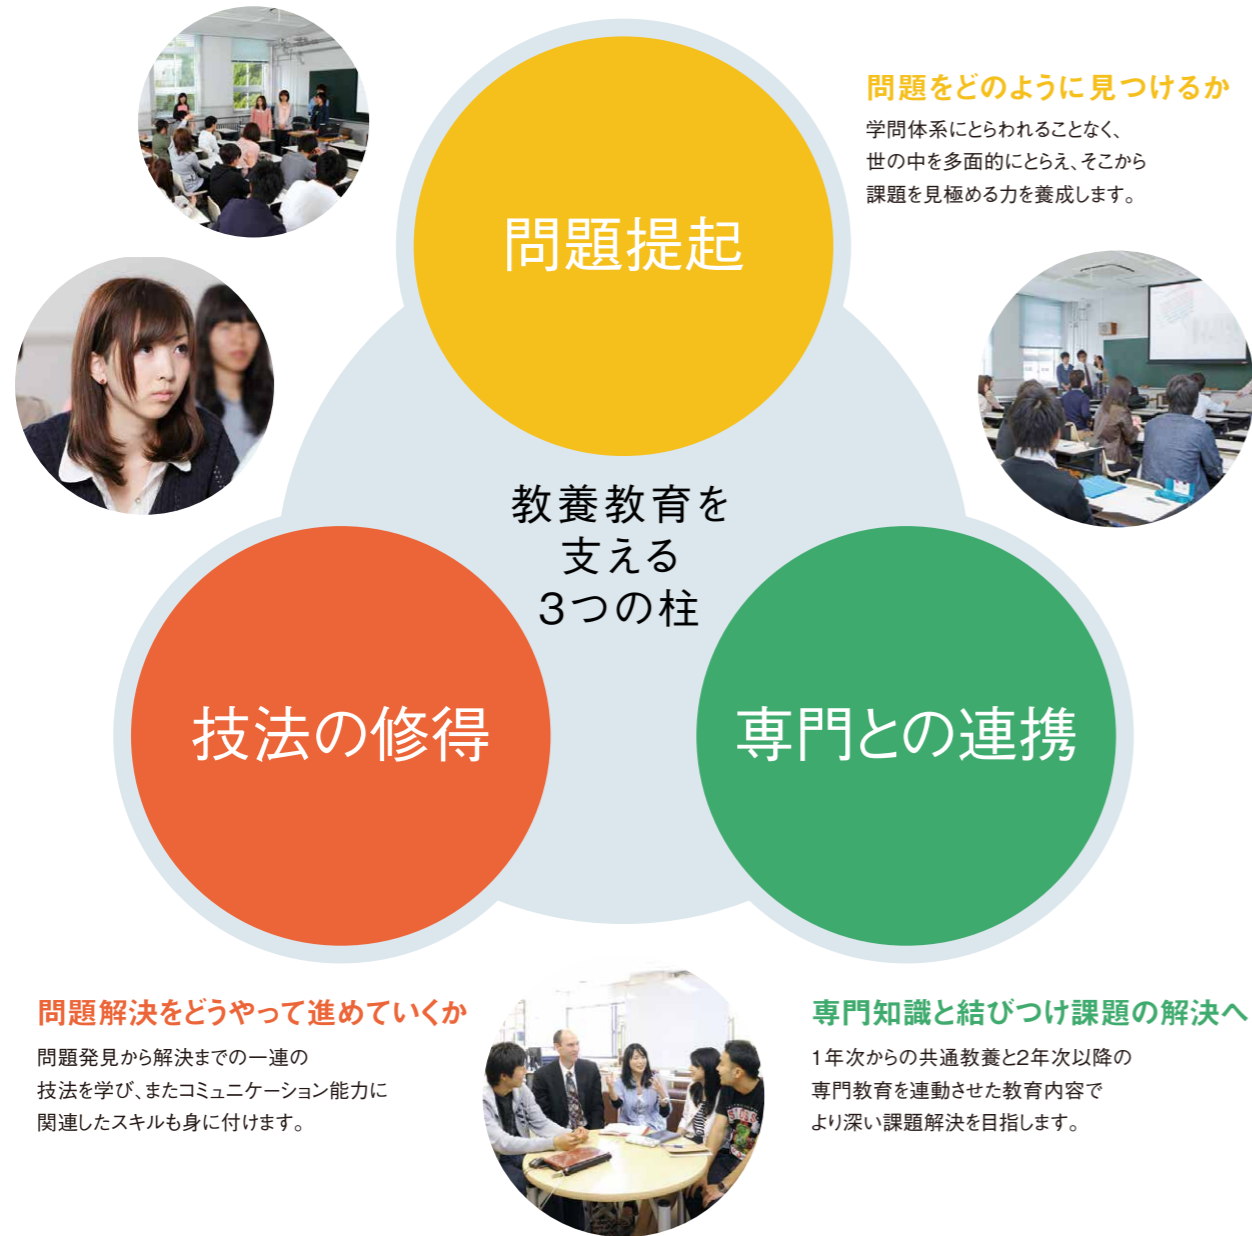 問題をどのように見つけるか
学問体系にとらわれることなく、
世の中を多面的にとらえ、そこから
課題を見極める力を養成します。
問題提起
教養教育を
支える
3つの柱
技法の修得
専門との連携
問題解決をどうやって進めていくか
問題発見から解決までの一連の
技法を学び、またコミュニケーション能力に
関連したスキルも身に付けます。
専門知識と結びつけ課題の解決へ
1年次からの共通教養と2年次以降の
専門教育を連動させた教育内容で
より深い課題解決を目指します。